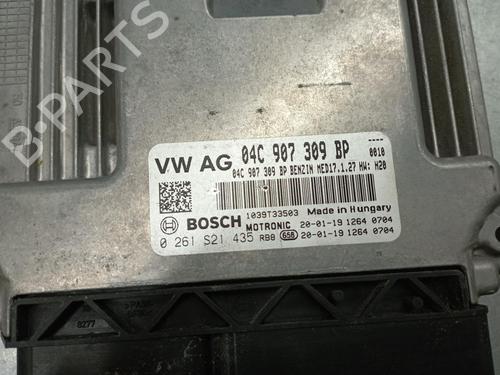 VW AG 04C 907 309 BP 0010
04C 907 309 BP BENZIN MED17.1.27 HW: H20
1039T33503 Made in Hungary
BOSCH MOTRONIC 20-01-19 1264 0704
0 261 S21 435 RB8 658 20-01-19 1264 0704
8277
B-PARTS